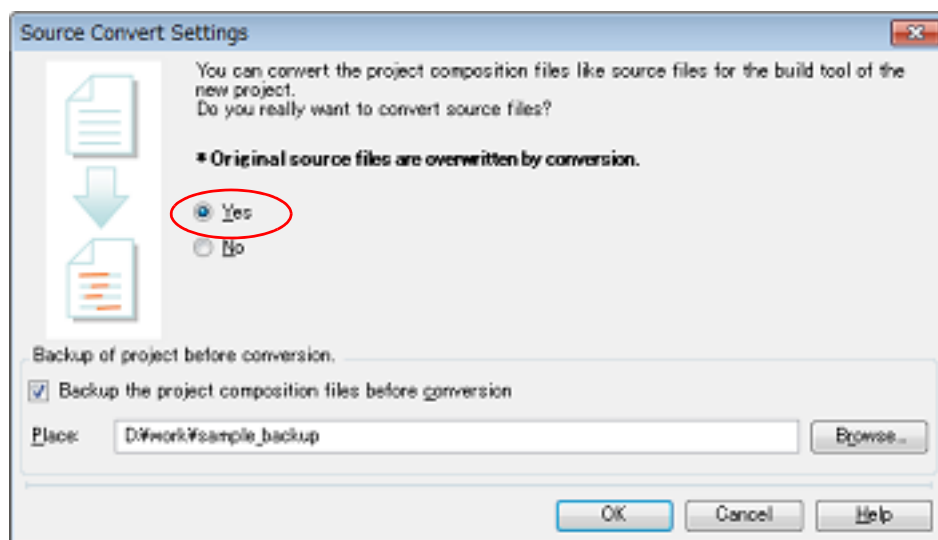 Source Convert Settings
You can convert the project composition files like source files for the build tool of the
new project.
Do you really want to convert source files?
* Original source files are overwritten by conversion.
Yes
No
Backup of project before conversion.
Backup the project composition files before conversion
Place: D:¥work¥sample_backup Browse...
OK Cancel Help